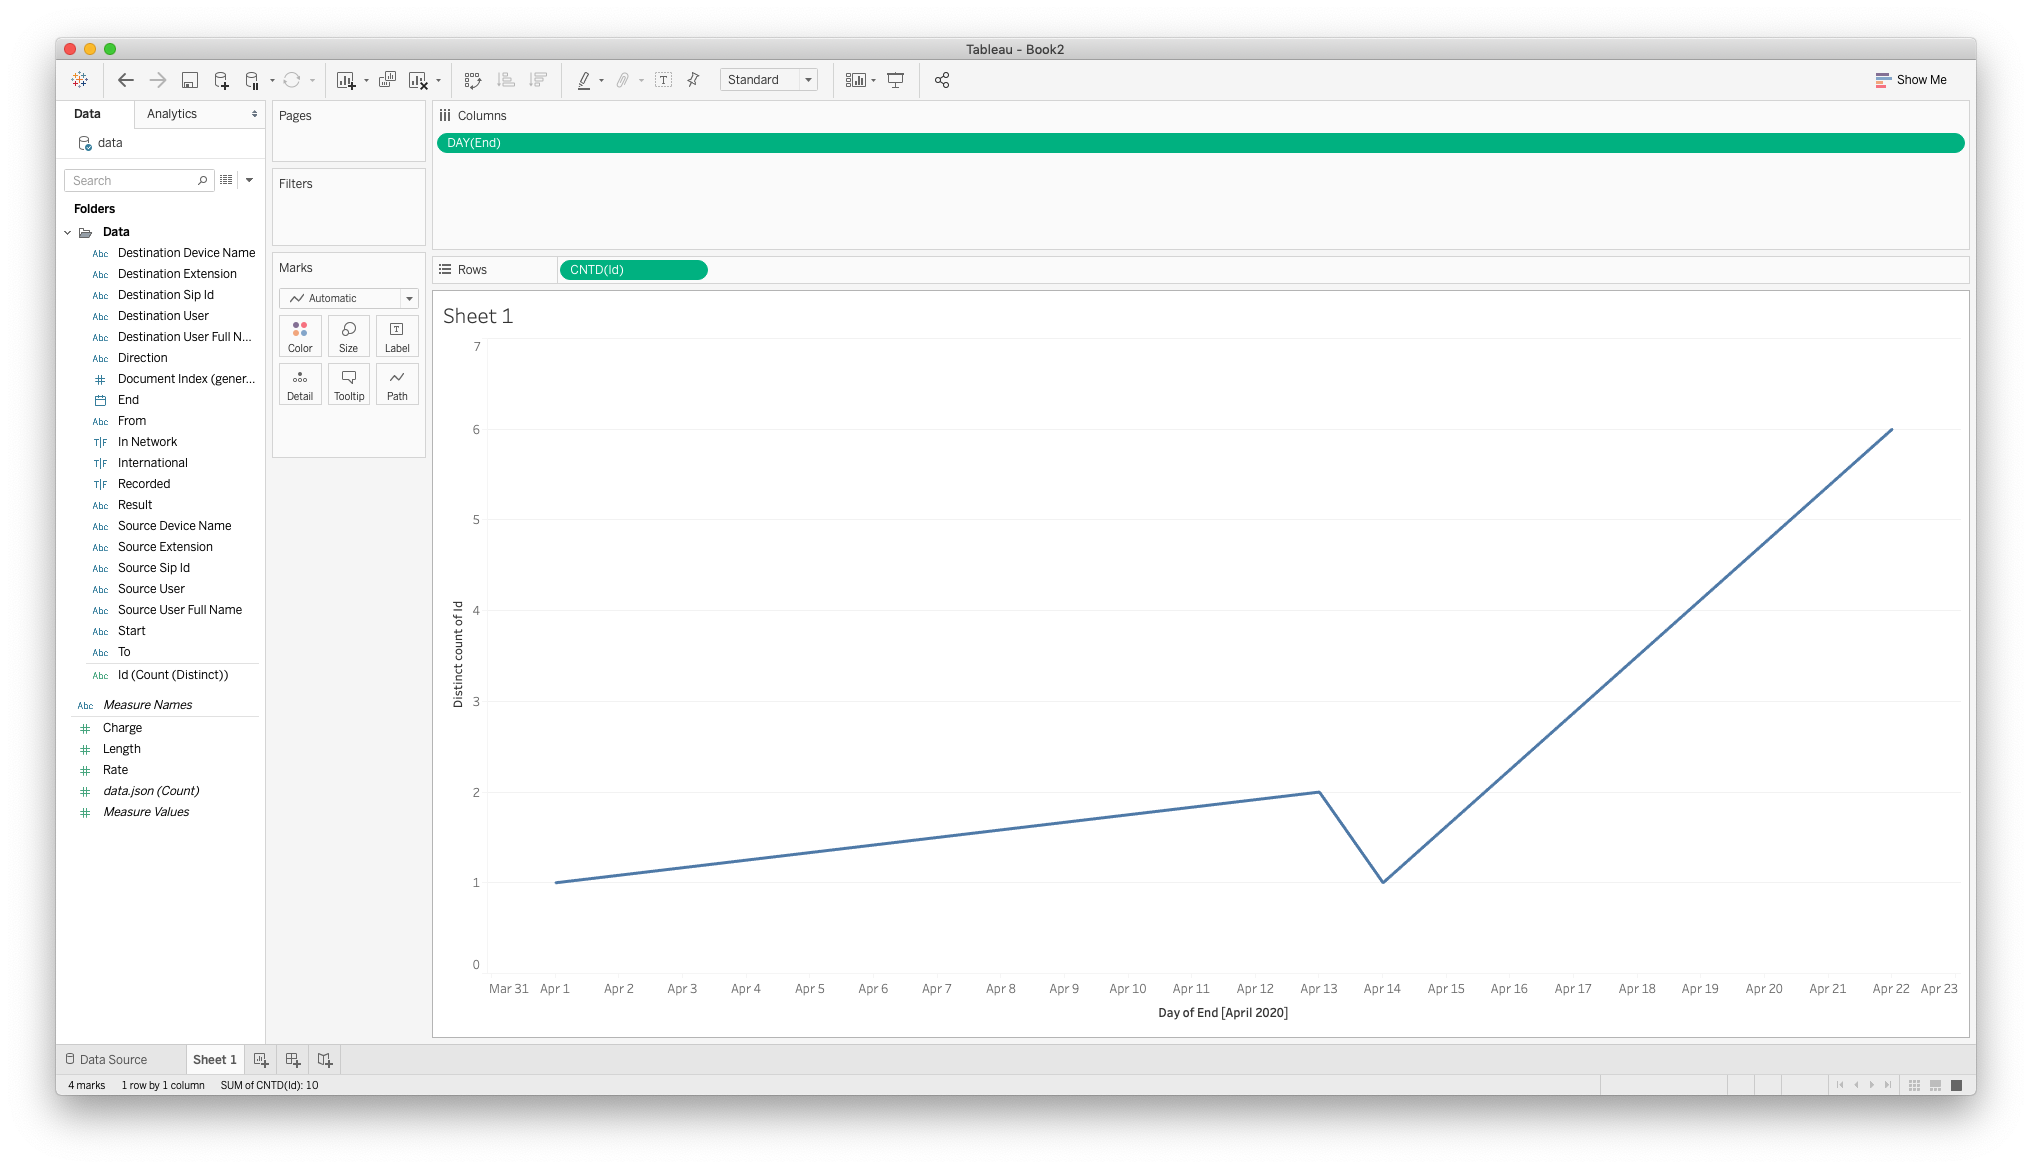 Tableau - Book2
Standard
Show Me
Data
Analytics
data
Search
Folders
Data
Abc Destination Device Name
Abc Destination Extension
Abc Destination Sip Id
Abc Destination User
Abc Destination User Full N...
Abc Direction
# Document Index (gener...
End
Abc From
T|F In Network
T|F International
T|F Recorded
Abc Result
Abc Source Device Name
Abc Source Extension
Abc Source Sip Id
Abc Source User
Abc Source User Full Name
Abc Start
Abc To
Abc Id (Count (Distinct))
Abc Measure Names
# Charge
# Length
# Rate
# data.json (Count)
# Measure Values
Pages
Filters
Marks
Automatic
Color
Size
T
Label
Detail
Tooltip
Path
Columns
DAY(End)
Rows
CNTD(Id)
Sheet 1
Distinct count of Id
7
6
5
4
3
2
1
0
Mar 31 Apr 1 Apr 2 Apr 3 Apr 4 Apr 5 Apr 6 Apr 7 Apr 8 Apr 9 Apr 10 Apr 11 Apr 12 Apr 13 Apr 14 Apr 15 Apr 16 Apr 17 Apr 18 Apr 19 Apr 20 Apr 21 Apr 22 Apr 23
Day of End [April 2020]
Data Source
Sheet 1
4 marks 1 row by 1 column SUM of CNTD(Id): 10